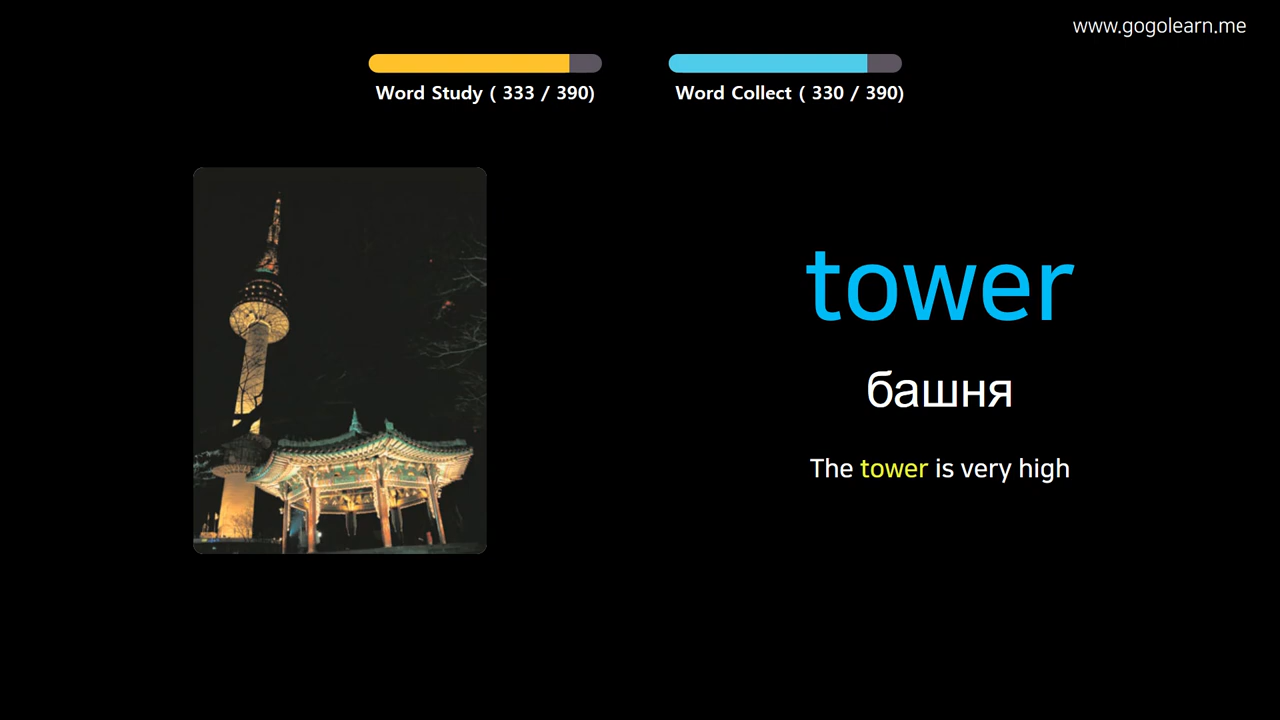 www.gogolearn.me
Word Study ( 333 / 390)
Word Collect ( 330 / 390)
tower
башня
The tower is very high